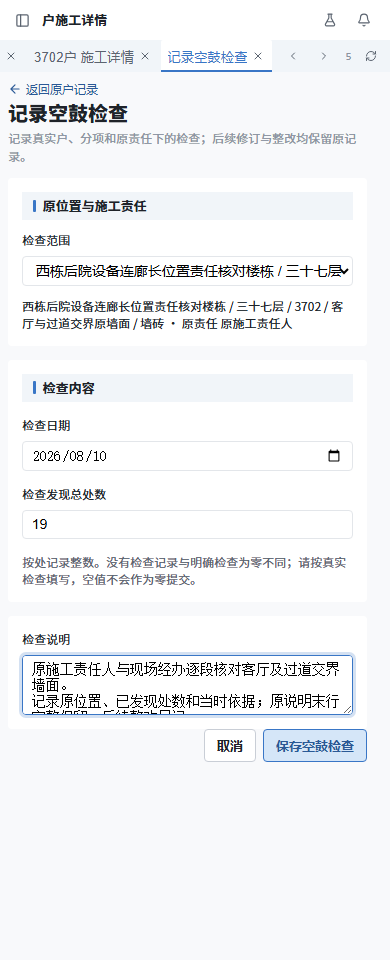 户施工详情
3702户 施工详情
记录空鼓检查
5
返回原户记录
记录空鼓检查
记录真实户、分项和原责任下的检查；后续修订与整改均保留原记
录。
原位置与施工责任
检查范围
西栋后院设备连廊长位置责任核对楼栋 / 三十七层
西栋后院设备连廊长位置责任核对楼栋 / 三十七层 / 3702 / 客
厅与过道交界原墙面 / 墙砖 · 原责任 原施工责任人
检查内容
检查日期
2026/08/10
检查发现总处数
19
按处记录整数。没有检查记录与明确检查为零不同；请按真实
检查填写，空值不会作为零提交。
检查说明
原施工责任人与现场经办逐段核对客厅及过道交界
墙面。
记录原位置、已发现处数和当时依据；原说明末行
取消
保存空鼓检查